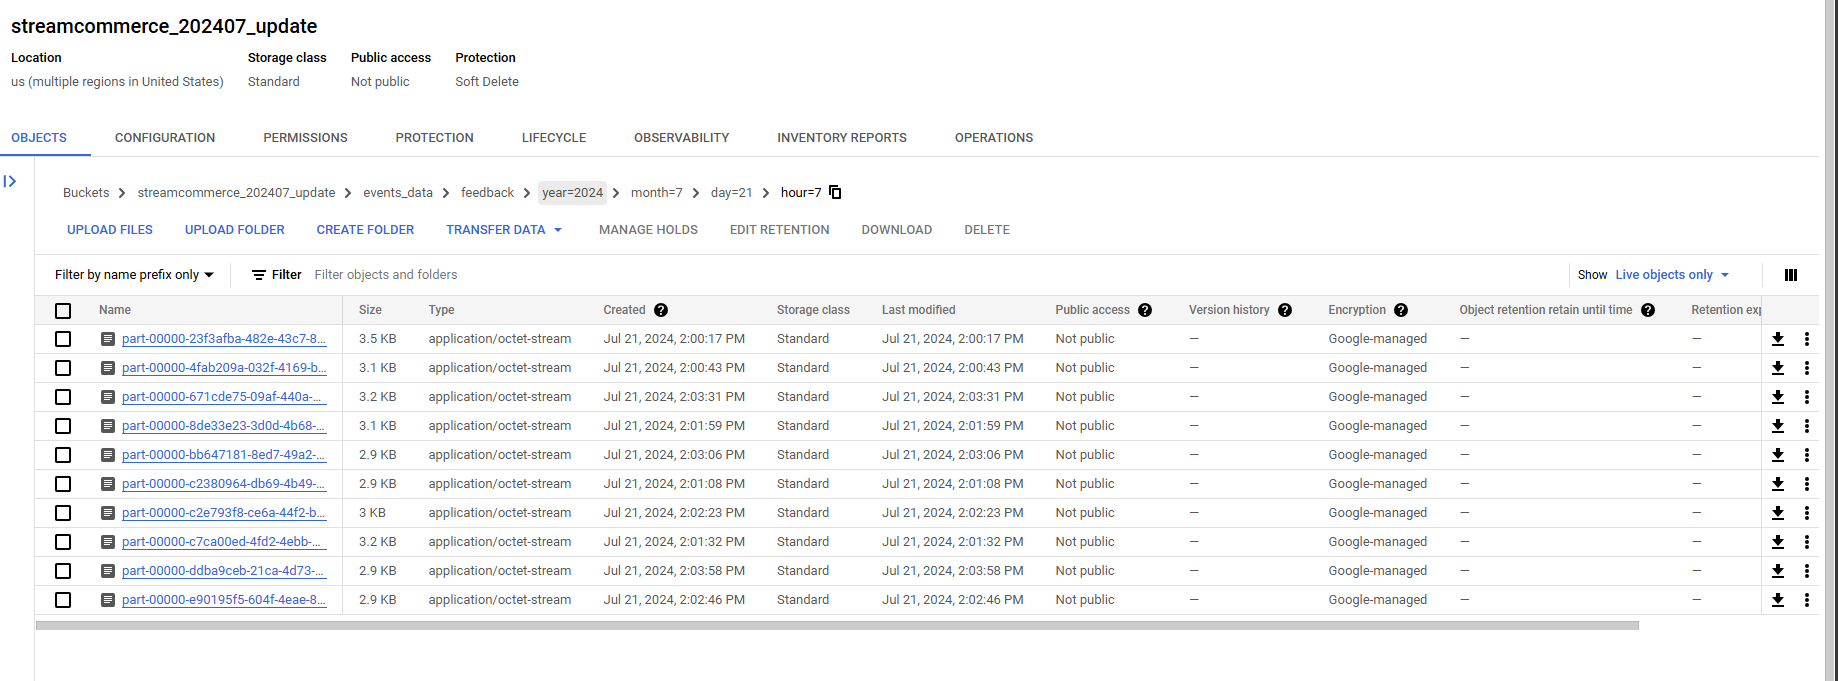 streamcommerce_202407_update
Location Storage class Public access Protection
us (multiple regions in United States) Standard Not public Soft Delete
OBJECTS CONFIGURATION PERMISSIONS PROTECTION LIFECYCLE OBSERVABILITY INVENTORY REPORTS OPERATIONS
Buckets > streamcommerce_202407_update > events_data > feedback > year=2024 > month=7 > day=21 > hour=7
UPLOAD FILES UPLOAD FOLDER CREATE FOLDER TRANSFER DATA MANAGE HOLDS EDIT RETENTION DOWNLOAD DELETE
Filter by name prefix only Filter Filter objects and folders Show Live objects only
Name Size Type Created Storage class Last modified Public access Version history Encryption Object retention retain until time Retention exp
part-00000-23f3afba-482e-43c7-8... 3.5 KB application/octet-stream Jul 21, 2024, 2:00:17 PM Standard Jul 21, 2024, 2:00:17 PM Not public — Google-managed — —
part-00000-4fab209a-032f-4169-b... 3.1 KB application/octet-stream Jul 21, 2024, 2:00:43 PM Standard Jul 21, 2024, 2:00:43 PM Not public — Google-managed — —
part-00000-671cde75-09af-440a-... 3.2 KB application/octet-stream Jul 21, 2024, 2:03:31 PM Standard Jul 21, 2024, 2:03:31 PM Not public — Google-managed — —
part-00000-8de33e23-3d0d-4b68-... 3.1 KB application/octet-stream Jul 21, 2024, 2:01:59 PM Standard Jul 21, 2024, 2:01:59 PM Not public — Google-managed — —
part-00000-bb647181-8ed7-49a2-... 2.9 KB application/octet-stream Jul 21, 2024, 2:03:06 PM Standard Jul 21, 2024, 2:03:06 PM Not public — Google-managed — —
part-00000-c2380964-db69-4b49-... 2.9 KB application/octet-stream Jul 21, 2024, 2:01:08 PM Standard Jul 21, 2024, 2:01:08 PM Not public — Google-managed — —
part-00000-c2e793f8-ce6a-44f2-b... 3 KB application/octet-stream Jul 21, 2024, 2:02:23 PM Standard Jul 21, 2024, 2:02:23 PM Not public — Google-managed — —
part-00000-c7ca00ed-4fd2-4ebb-... 3.2 KB application/octet-stream Jul 21, 2024, 2:01:32 PM Standard Jul 21, 2024, 2:01:32 PM Not public — Google-managed — —
part-00000-ddba9ceb-21ca-4d73-... 2.9 KB application/octet-stream Jul 21, 2024, 2:03:58 PM Standard Jul 21, 2024, 2:03:58 PM Not public — Google-managed — —
part-00000-e90195f5-604f-4eae-8... 2.9 KB application/octet-stream Jul 21, 2024, 2:02:46 PM Standard Jul 21, 2024, 2:02:46 PM Not public — Google-managed — —